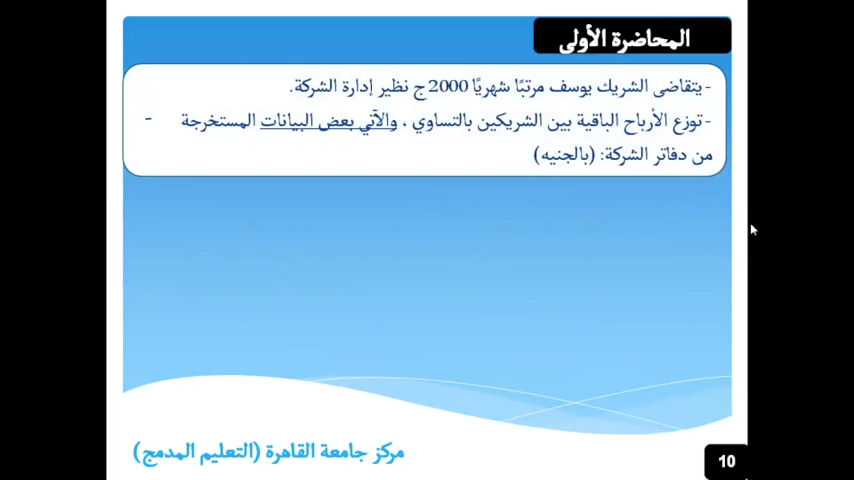 المحاضرة الأولى
-يتقاضى الشريك يوسف مرتبًا شهريًا 2000ج نظير إدارة الشركة.
-توزع الأرباح الباقية بين الشريكين بالتساوي ، والآتي بعض البيانات المستخرجة -
من دفاتر الشركة: (بالجنيه)
مركز جامعة القاهرة (التعليم المدمج)
10